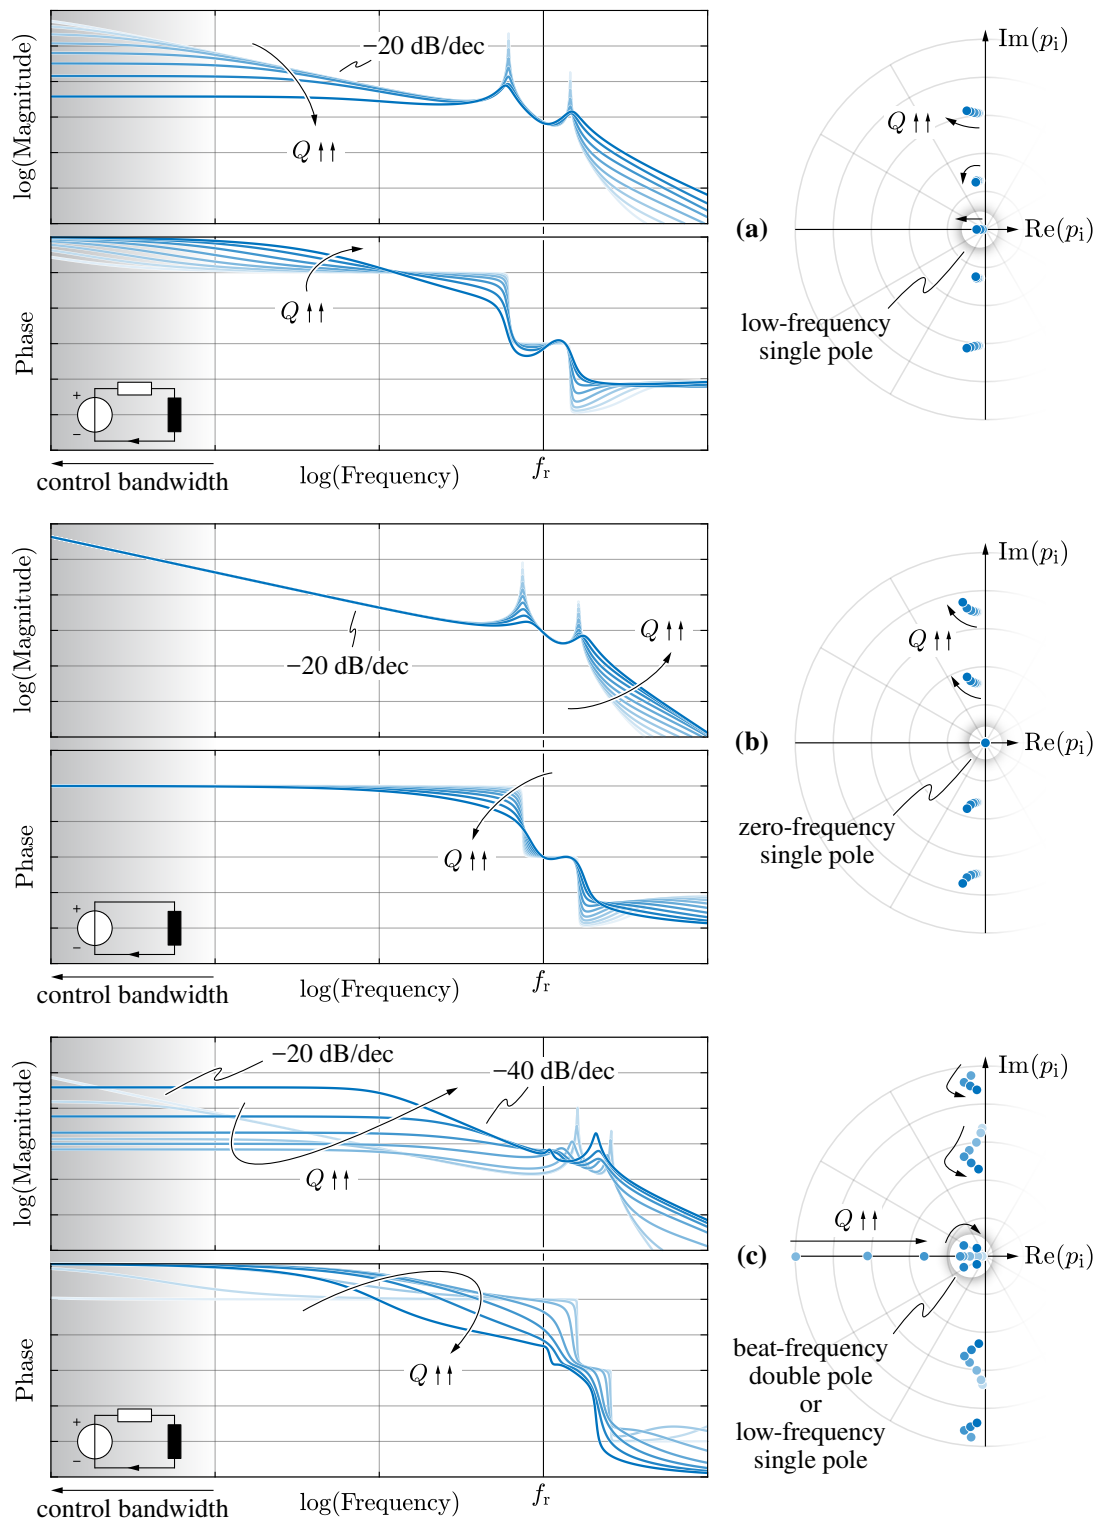 log(Magnitude)
−20 dB/dec
Q
Phase
Q
+
−
control bandwidth
log(Frequency)
f_r
(a)
Im(p_i)
Q
Re(p_i)
low-frequency
single pole
log(Magnitude)
−20 dB/dec
Q
Phase
Q
+
−
control bandwidth
log(Frequency)
f_r
(b)
Im(p_i)
Q
Re(p_i)
zero-frequency
single pole
log(Magnitude)
−20 dB/dec
−40 dB/dec
Q
Phase
Q
+
−
control bandwidth
log(Frequency)
f_r
(c)
Im(p_i)
Q
Re(p_i)
beat-frequency
double pole
or
low-frequency
single pole